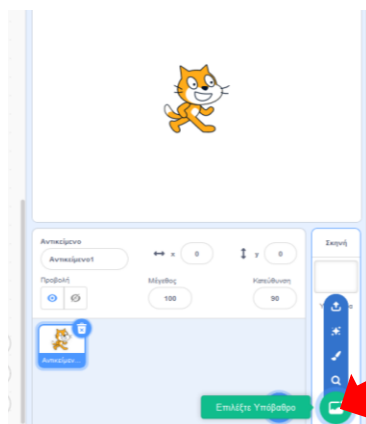 Αντικείμενο
Σκηνή
Αντικείμενο1
x 0
y 0
Προβολή
Μέγεθος
Κατεύθυνση
100
90
Αντικείμεν...
Επιλέξτε Υπόβαθρο